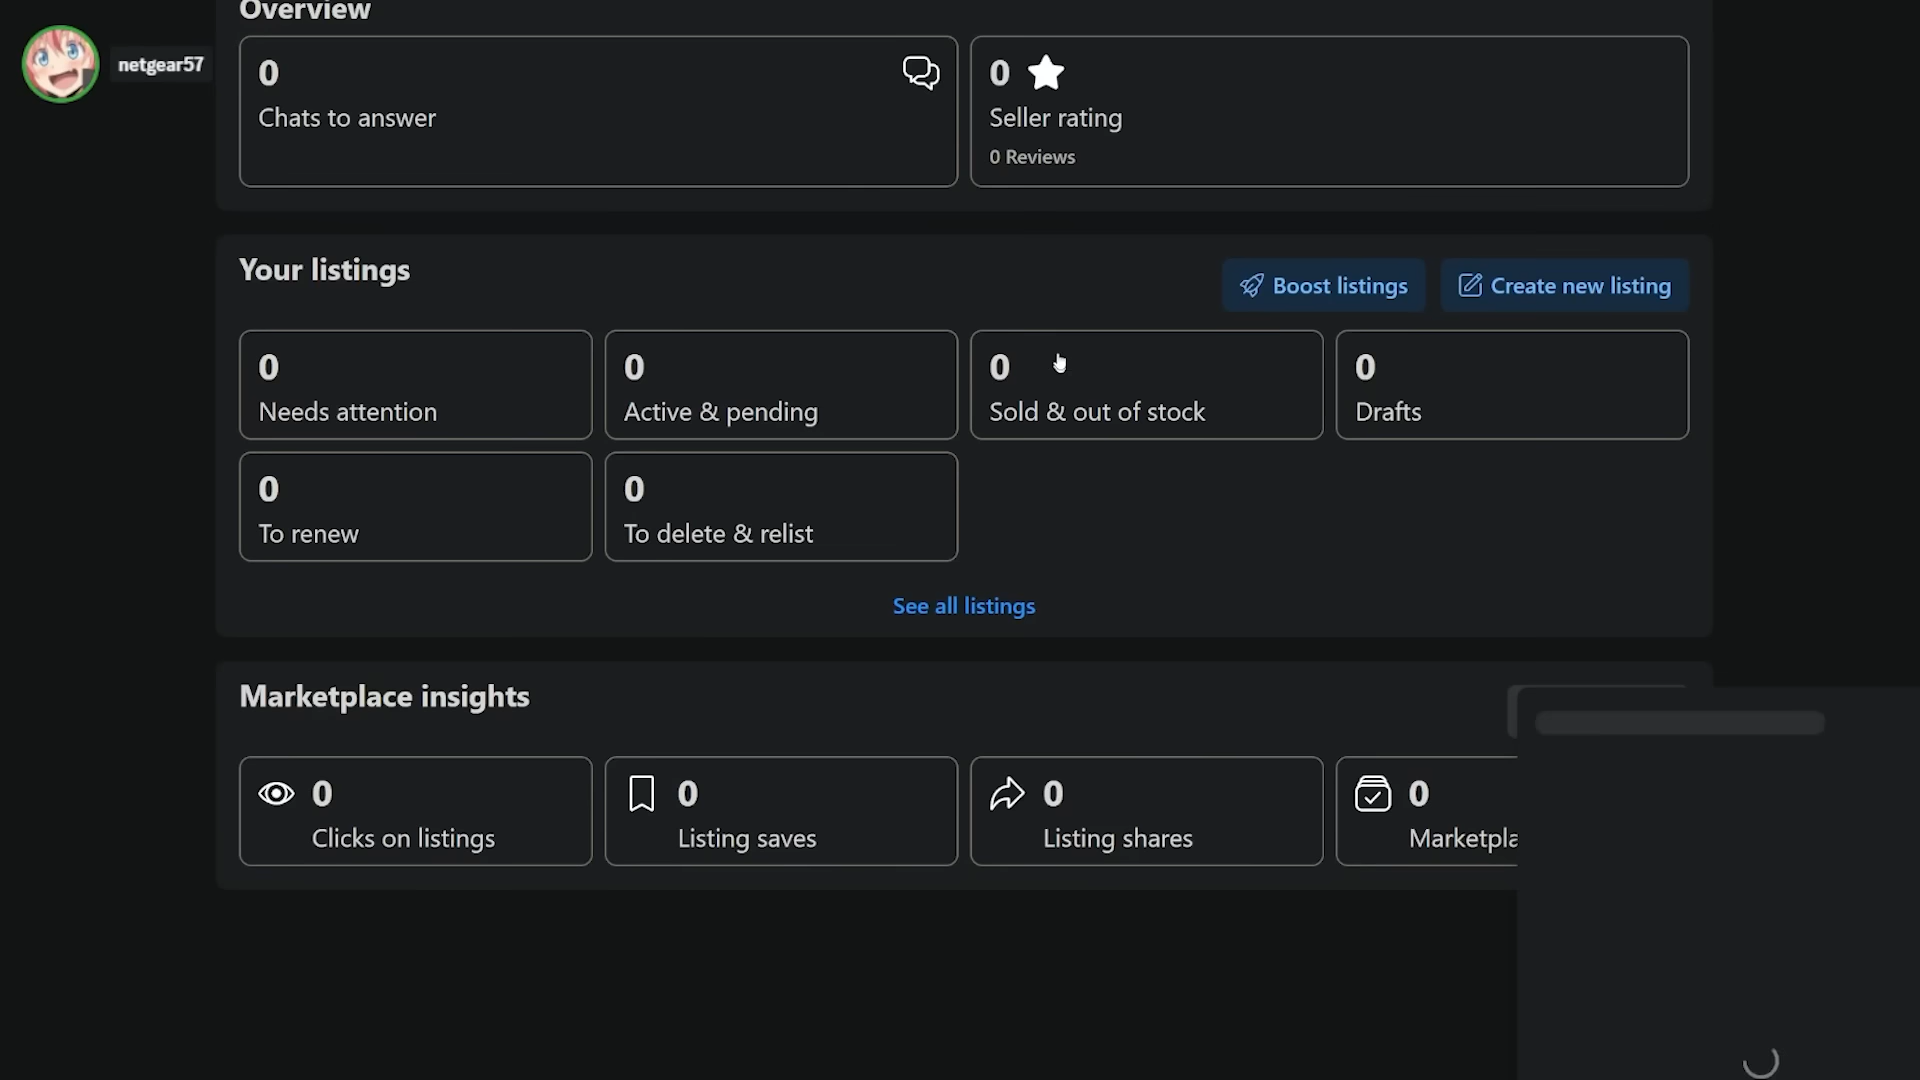 Overview
netgear57
0
Chats to answer
0
Seller rating
0 Reviews
Your listings
Boost listings
Create new listing
0
Needs attention
0
Active & pending
0
Sold & out of stock
0
Drafts
0
To renew
0
To delete & relist
See all listings
Marketplace insights
0
Clicks on listings
0
Listing saves
0
Listing shares
0
Marketpla